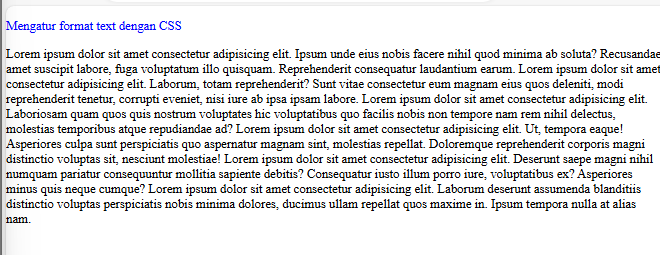 Mengatur format text dengan CSS
Lorem ipsum dolor sit amet consectetur adipisicing elit. Ipsum unde eius nobis facere nihil quod minima ab soluta? Recusandae
amet suscipit labore, fuga voluptatum illo quisquam. Reprehenderit consequatur laudantium earum. Lorem ipsum dolor sit amet
consectetur adipisicing elit. Laborum, totam reprehenderit? Sunt vitae consectetur eum magnam eius quos deleniti, modi
reprehenderit tenetur, corrupti eveniet, nisi iure ab ipsa ipsam labore. Lorem ipsum dolor sit amet consectetur adipisicing elit.
Laboriosam quam quos quis nostrum voluptates hic voluptatibus quo facilis nobis non tempore nam rem nihil delectus,
molestias temporibus atque repudiandae ad? Lorem ipsum dolor sit amet consectetur adipisicing elit. Ut, tempora eaque!
Asperiores culpa sunt perspiciatis quo aspernatur magnam sint, molestias repellat. Doloremque reprehenderit corporis magni
distinctio voluptas sit, nesciunt molestiae! Lorem ipsum dolor sit amet consectetur adipisicing elit. Deserunt saepe magni nihil
numquam pariatur consequuntur mollitia sapiente debitis? Consequatur iusto illum porro iure, voluptatibus ex? Asperiores
minus quis neque cumque? Lorem ipsum dolor sit amet consectetur adipisicing elit. Laborum deserunt assumenda blanditiis
distinctio voluptas perspiciatis nobis minima dolores, ducimus ullam repellat quos maxime in. Ipsum tempora nulla at alias
nam.